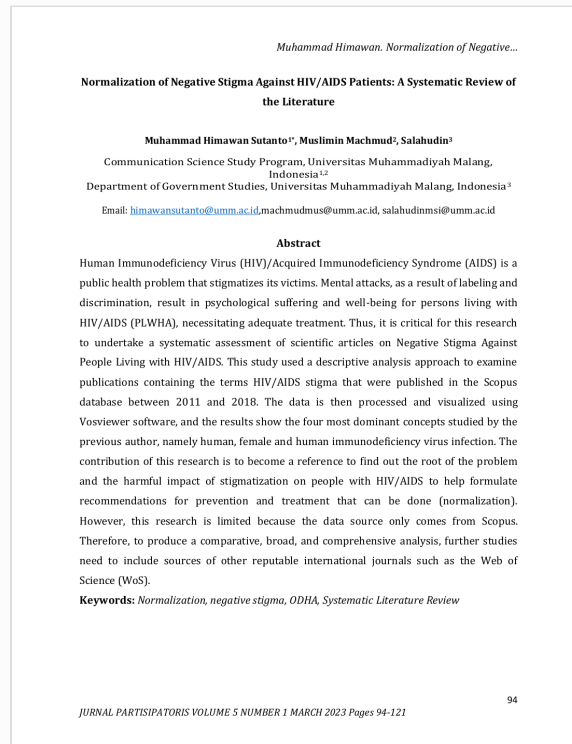 Muhammad Himawan. Normalization of Negative…
Normalization of Negative Stigma Against HIV/AIDS Patients: A Systematic Review of
the Literature
Muhammad Himawan Sutanto¹*, Muslimin Machmud², Salahudin³
Communication Science Study Program, Universitas Muhammadiyah Malang,
Indonesia¹,²
Department of Government Studies, Universitas Muhammadiyah Malang, Indonesia³
Email: himawansutanto@umm.ac.id,machmudmus@umm.ac.id, salahudinmsi@umm.ac.id
Abstract
Human Immunodeficiency Virus (HIV)/Acquired Immunodeficiency Syndrome (AIDS) is a
public health problem that stigmatizes its victims. Mental attacks, as a result of labeling and
discrimination, result in psychological suffering and well-being for persons living with
HIV/AIDS (PLWHA), necessitating adequate treatment. Thus, it is critical for this research
to undertake a systematic assessment of scientific articles on Negative Stigma Against
People Living with HIV/AIDS. This study used a descriptive analysis approach to examine
publications containing the terms HIV/AIDS stigma that were published in the Scopus
database between 2011 and 2018. The data is then processed and visualized using
Vosviewer software, and the results show the four most dominant concepts studied by the
previous author, namely human, female and human immunodeficiency virus infection. The
contribution of this research is to become a reference to find out the root of the problem
and the harmful impact of stigmatization on people with HIV/AIDS to help formulate
recommendations for prevention and treatment that can be done (normalization).
However, this research is limited because the data source only comes from Scopus.
Therefore, to produce a comparative, broad, and comprehensive analysis, further studies
need to include sources of other reputable international journals such as the Web of
Science (WoS).
Keywords: Normalization, negative stigma, ODHA, Systematic Literature Review
94
JURNAL PARTISIPATORIS VOLUME 5 NUMBER 1 MARCH 2023 Pages 94-121